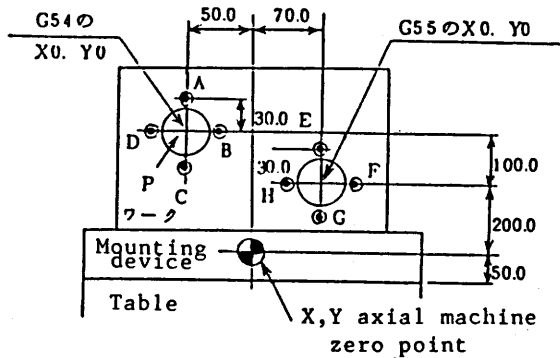 G54の
X0. Y0
50.0
70.0
G55のX0. Y0
A
30.0
E
D
B
P
C
30.0
H
F
G
100.0
200.0
50.0
ワーク
Mounting
device
Table
X,Y axial machine
zero point